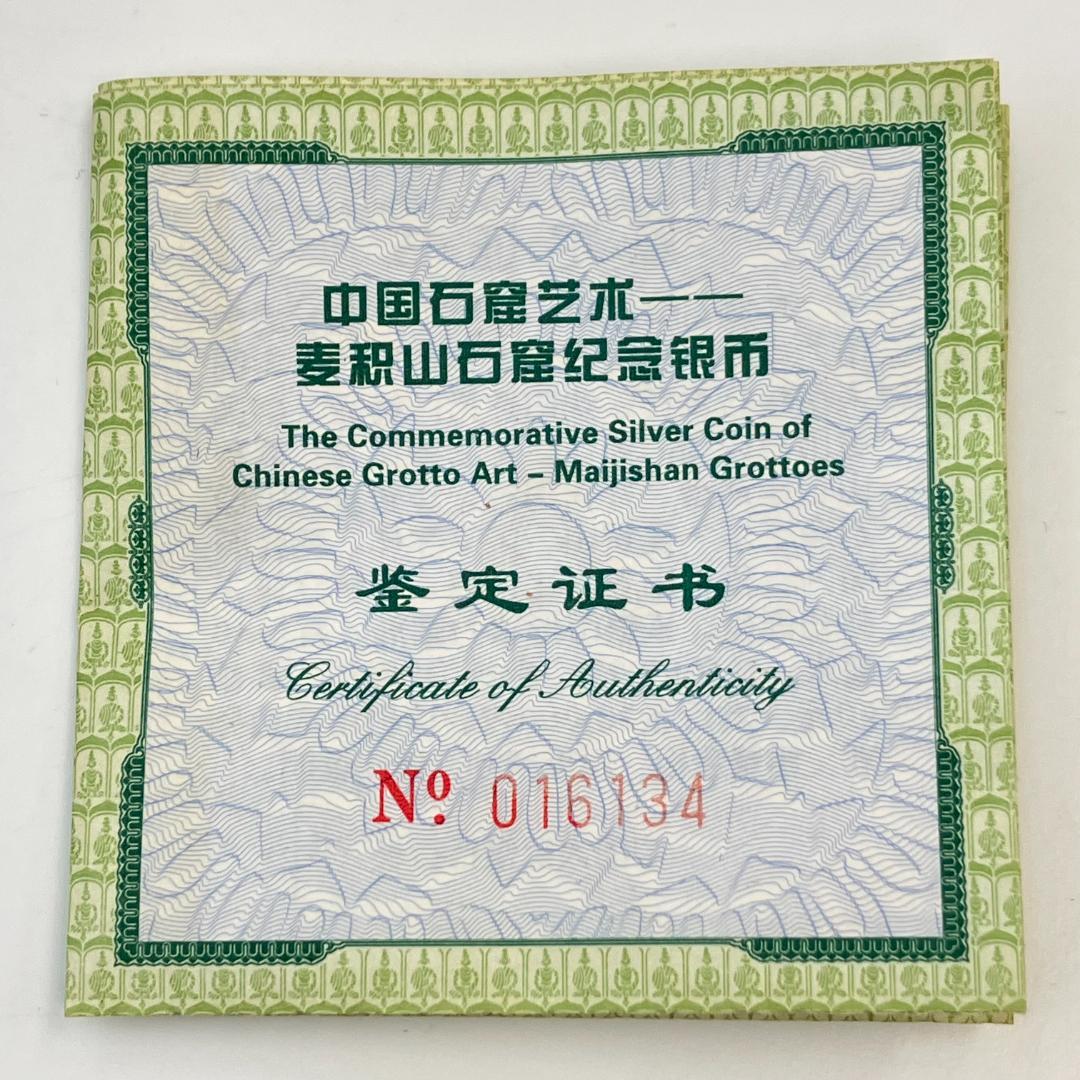 中国石窟艺术——
麦积山石窟纪念银币
The Commemorative Silver Coin of
Chinese Grotto Art – Maijishan Grottoes
鉴定证书
Certificate of Authenticity
Nº 016134